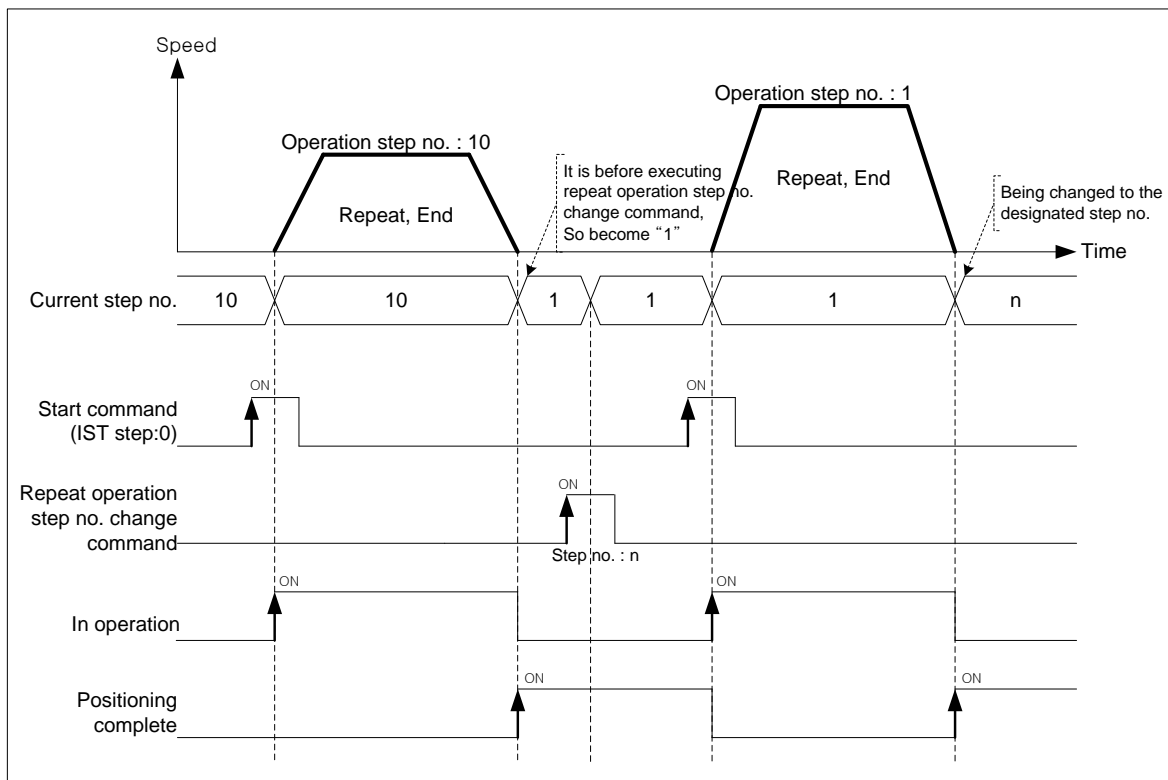 Speed
Operation step no. : 1
Operation step no. : 10
It is before executing
repeat operation step no.
change command,
So become “1”
Repeat, End
Repeat, End
Being changed to the
designated step no.
Time
Current step no.
10
10
1
1
1
n
ON
ON
Start command
(IST step:0)
Repeat operation
step no. change
command
ON
Step no. : n
ON
ON
In operation
ON
ON
Positioning
complete